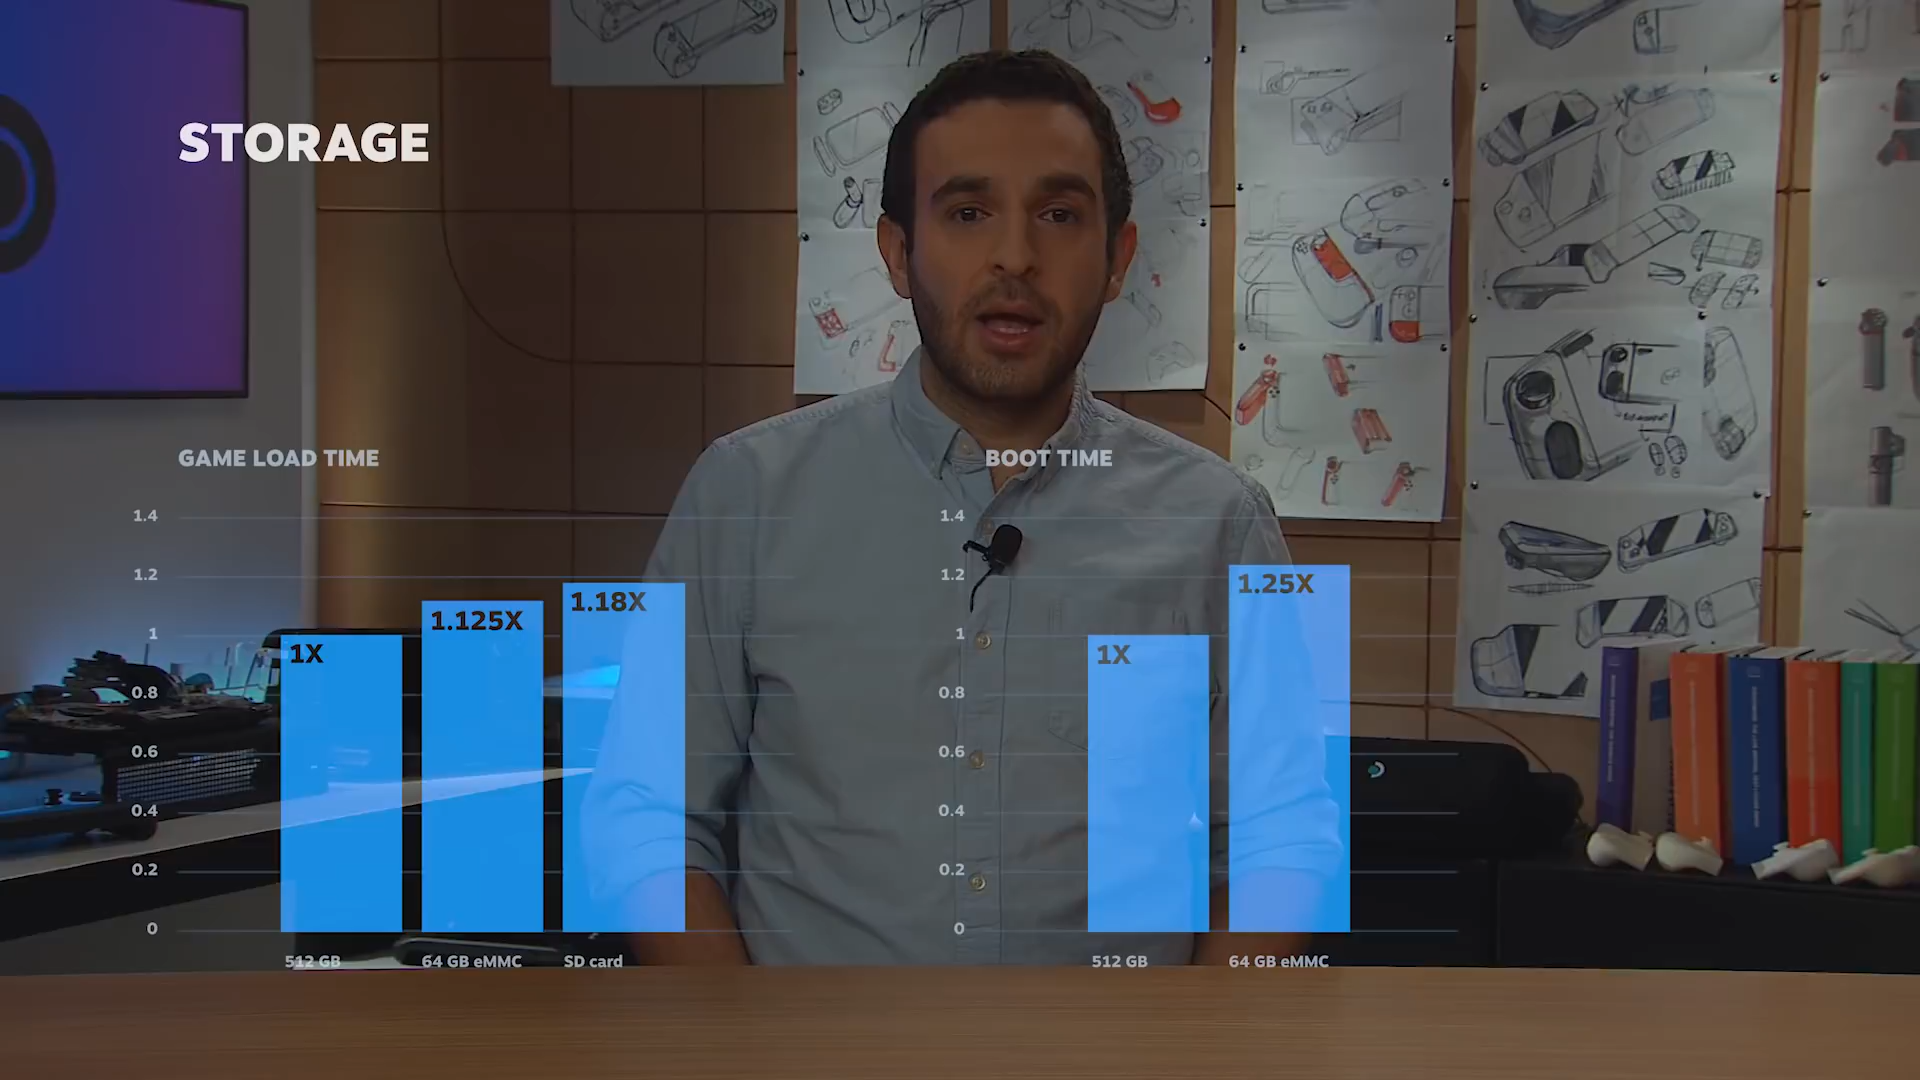 STORAGE
GAME LOAD TIME
1.4
1.2
1
0.8
0.6
0.4
0.2
0
1X
1.125X
1.18X
512 GB
64 GB eMMC
SD card
BOOT TIME
1.4
1.2
1
0.8
0.6
0.4
0.2
0
1X
1.25X
512 GB
64 GB eMMC